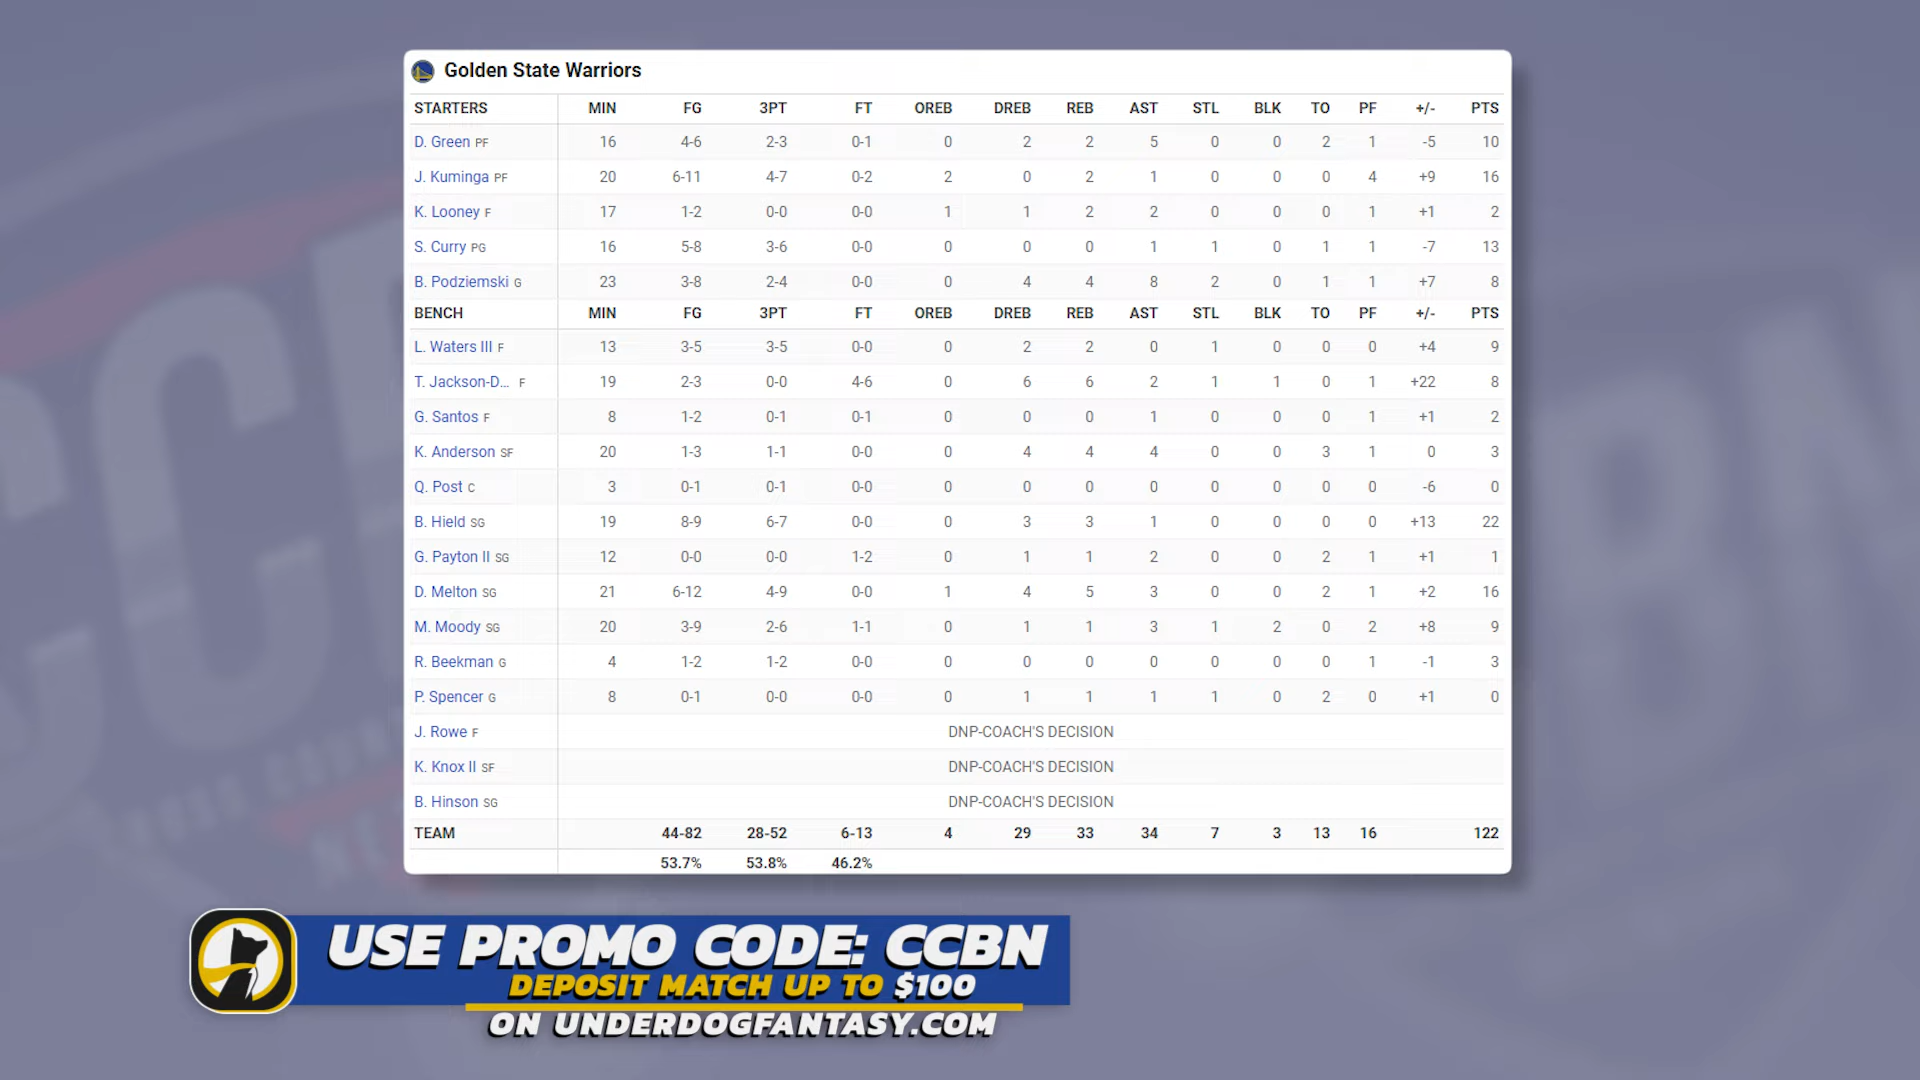 Golden State Warriors
STARTERS MIN FG 3PT FT OREB DREB REB AST STL BLK TO PF +/- PTS
D. Green PF 16 4-6 2-3 0-1 0 2 2 5 0 0 2 1 -5 10
J. Kuminga PF 20 6-11 4-7 0-2 2 0 2 1 0 0 0 4 +9 16
K. Looney F 17 1-2 0-0 0-0 1 1 2 2 0 0 0 1 +1 2
S. Curry PG 16 5-8 3-6 0-0 0 0 0 1 1 0 1 1 -7 13
B. Podziemski G 23 3-8 2-4 0-0 0 4 4 8 2 0 1 1 +7 8
BENCH MIN FG 3PT FT OREB DREB REB AST STL BLK TO PF +/- PTS
L. Waters III F 13 3-5 3-5 0-0 0 2 2 0 1 0 0 0 +4 9
T. Jackson-D... F 19 2-3 0-0 4-6 0 6 6 2 1 1 0 1 +22 8
G. Santos F 8 1-2 0-1 0-1 0 0 0 1 0 0 0 1 +1 2
K. Anderson SF 20 1-3 1-1 0-0 0 4 4 4 0 0 3 1 0 3
Q. Post C 3 0-1 0-1 0-0 0 0 0 0 0 0 0 0 -6 0
B. Hield SG 19 8-9 6-7 0-0 0 3 3 1 0 0 0 0 +13 22
G. Payton II SG 12 0-0 0-0 1-2 0 1 1 2 0 0 2 1 +1 1
D. Melton SG 21 6-12 4-9 0-0 1 4 5 3 0 0 2 1 +2 16
M. Moody SG 20 3-9 2-6 1-1 0 1 1 3 1 2 0 2 +8 9
R. Beekman G 4 1-2 1-2 0-0 0 0 0 0 0 0 0 1 -1 3
P. Spencer G 8 0-1 0-0 0-0 0 1 1 1 1 0 2 0 +1 0
J. Rowe F DNP-COACH'S DECISION
K. Knox II SF DNP-COACH'S DECISION
B. Hinson SG DNP-COACH'S DECISION
TEAM 44-82 28-52 6-13 4 29 33 34 7 3 13 16 122
53.7% 53.8% 46.2%
USE PROMO CODE: CCBN
DEPOSIT MATCH UP TO $100
ON UNDERDOGFANTASY.COM